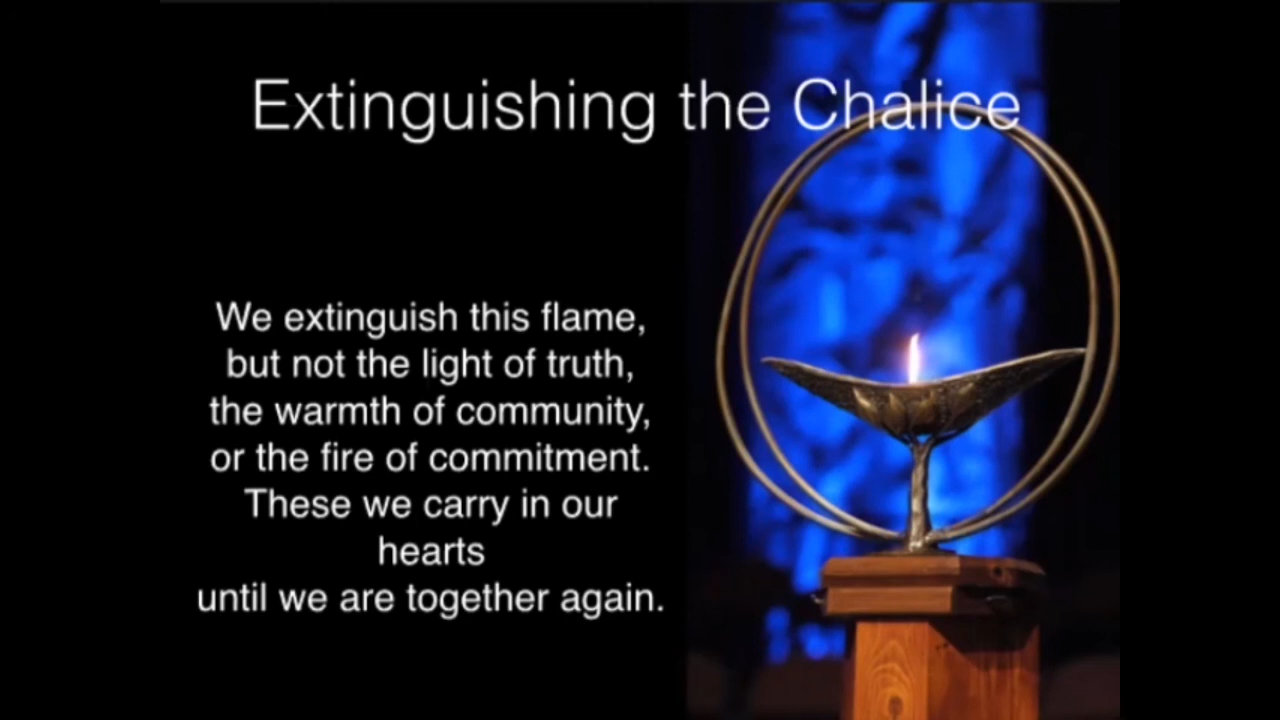 Extinguishing the Chalice
We extinguish this flame,
but not the light of truth,
the warmth of community,
or the fire of commitment.
These we carry in our
hearts
until we are together again.